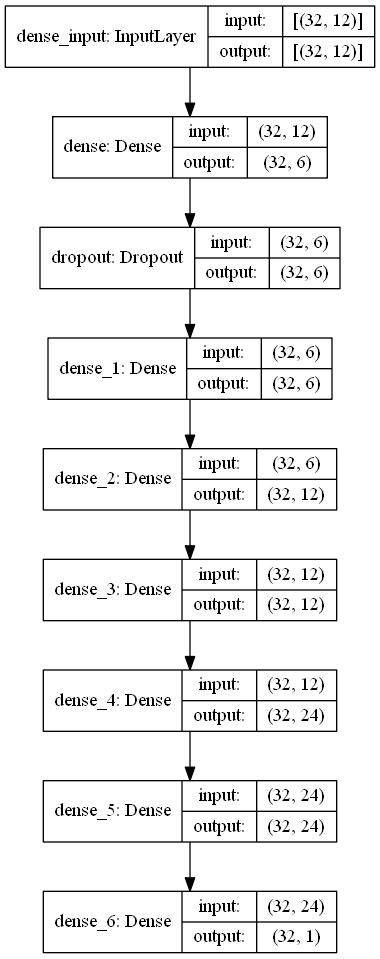 dense_input: InputLayer
input: [(32, 12)]
output: [(32, 12)]
dense: Dense
input: (32, 12)
output: (32, 6)
dropout: Dropout
input: (32, 6)
output: (32, 6)
dense_1: Dense
input: (32, 6)
output: (32, 6)
dense_2: Dense
input: (32, 6)
output: (32, 12)
dense_3: Dense
input: (32, 12)
output: (32, 12)
dense_4: Dense
input: (32, 12)
output: (32, 24)
dense_5: Dense
input: (32, 24)
output: (32, 24)
dense_6: Dense
input: (32, 24)
output: (32, 1)